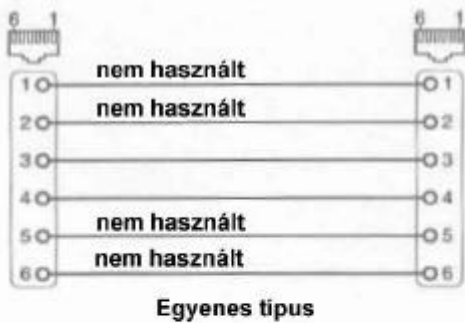 6 1 6 1
nem használt
1 1
nem használt
2 2
3 3
4 4
nem használt
5 5
nem használt
6 6
Egyenes típus